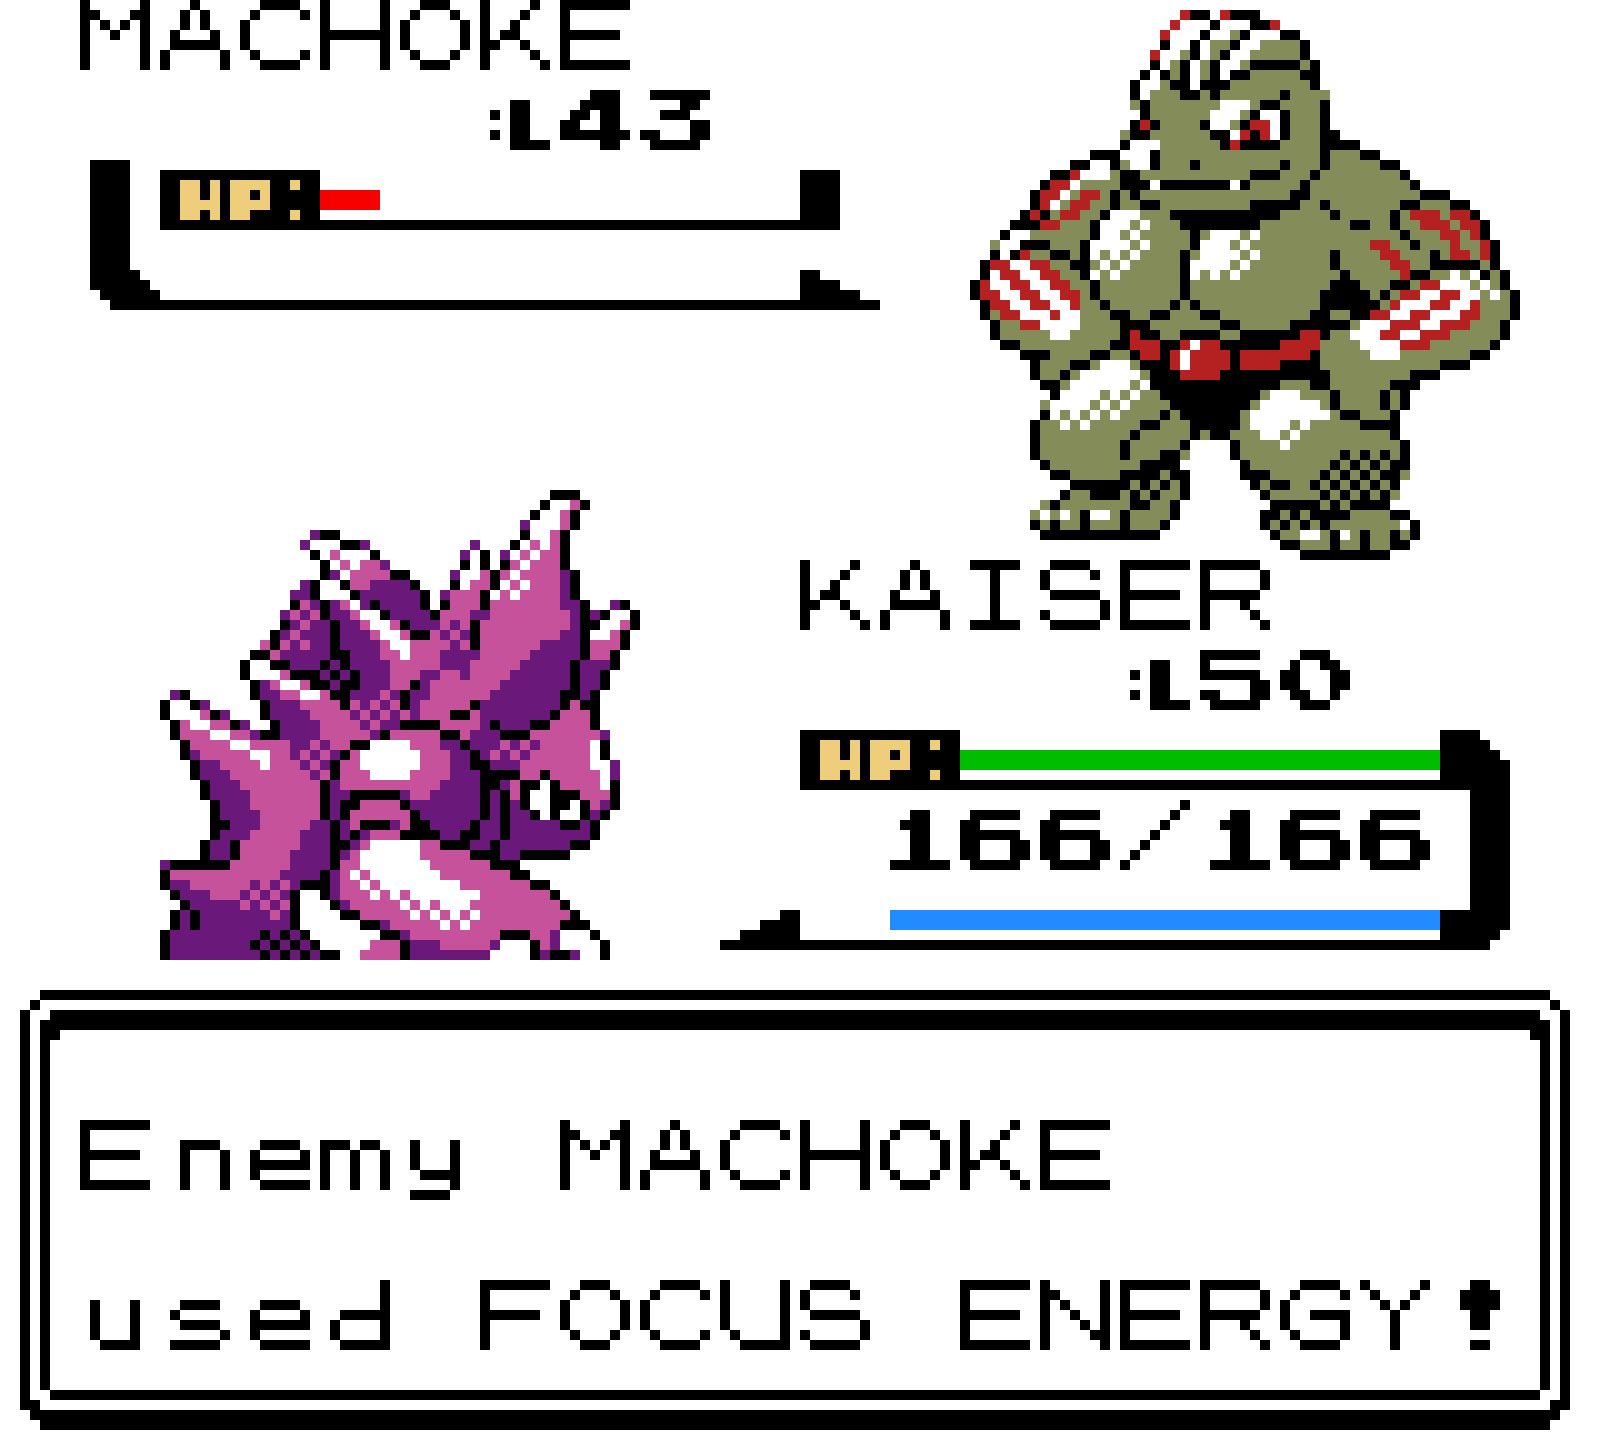 MACHOKE
:L43
HP:
KAISER
:L50
HP:
166/166
Enemy MACHOKE
used FOCUS ENERGY!